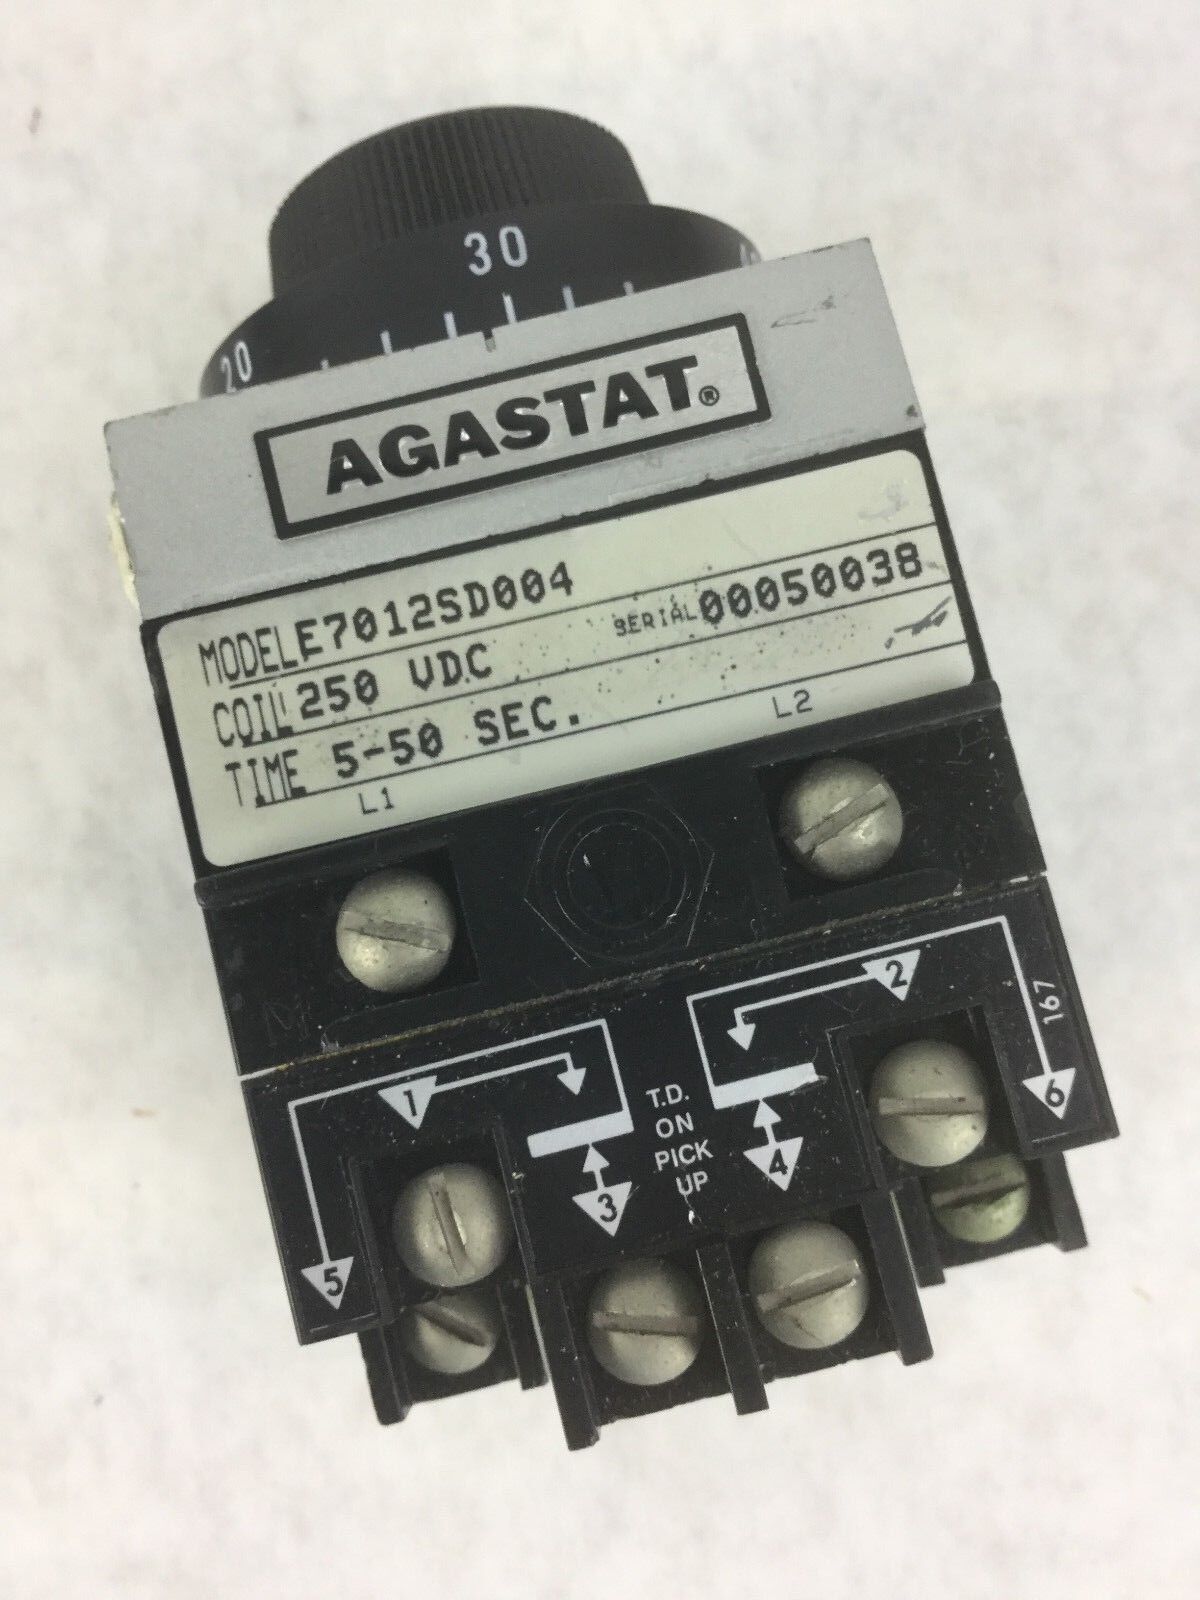 30
20
AGASTAT®
MODEL E7012SD004
COIL 250 VDC SERIAL 00050038
TIME 5-50 SEC.
L1 L2
2
167
1
T.D.
ON
PICK
UP
6
4
3
5